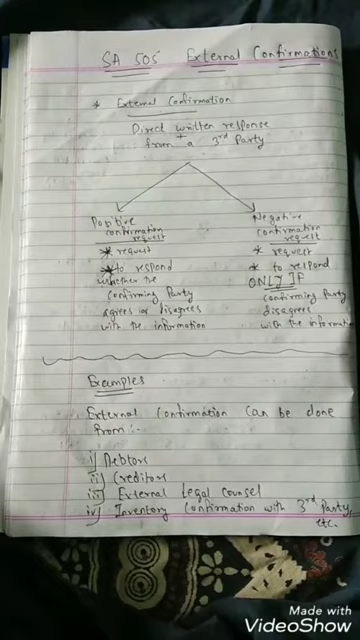 SA 505 External Confirmations
* External Confirmation
Direct written response
+
from a 3rd Party
Positive
confirmation
request
* request
* to respond
whether the
confirming Party
agrees or disagrees
with the information
Negative
confirmation
request
* request
* to respond
ONLY IF
confirming Party
disagrees
with the informati
Examples
External Confirmation can be done
from:-
i) Debtors
ii) Creditors
iii) External Legal Counsel
iv) Inventory Confirmation with 3rd Party,
etc.
Made with
VideoShow